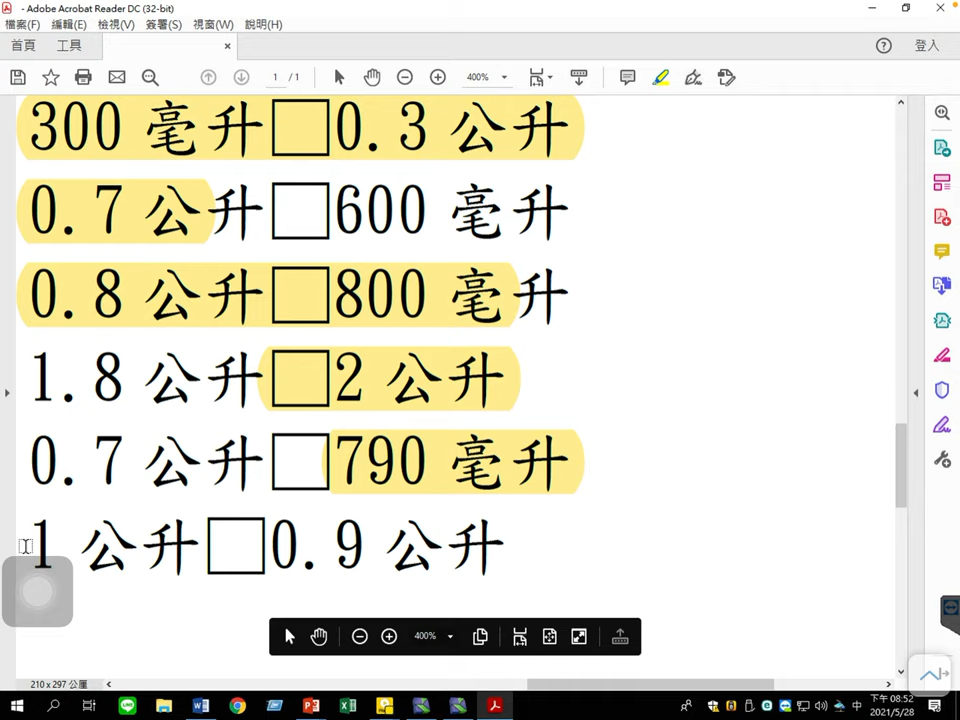 - Adobe Acrobat Reader DC (32-bit)
檔案(F) 編輯(E) 檢視(V) 簽署(S) 視窗(W) 說明(H)
首頁 工具 登入
1 / 1 400%
300 毫升□0.3 公升
0.7 公升□600 毫升
0.8 公升□800 毫升
1.8 公升□2 公升
0.7 公升□790 毫升
1 公升□0.9 公升
400%
210 x 297 公厘
中 下午 08:52
2021/5/28